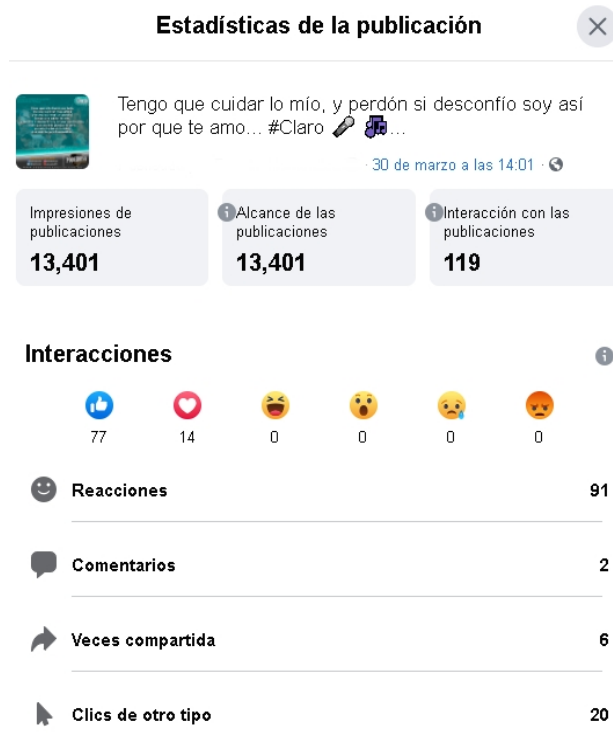 Estadísticas de la publicación
Tengo que cuidar lo mío, y perdón si desconfío soy así
por que te amo... #Claro 🎤 🎶...
· 30 de marzo a las 14:01 ·
Impresiones de
publicaciones
13,401
Alcance de las
publicaciones
13,401
Interacción con las
publicaciones
119
Interacciones
77
14
0
0
0
0
Reacciones
91
Comentarios
2
Veces compartida
6
Clics de otro tipo
20